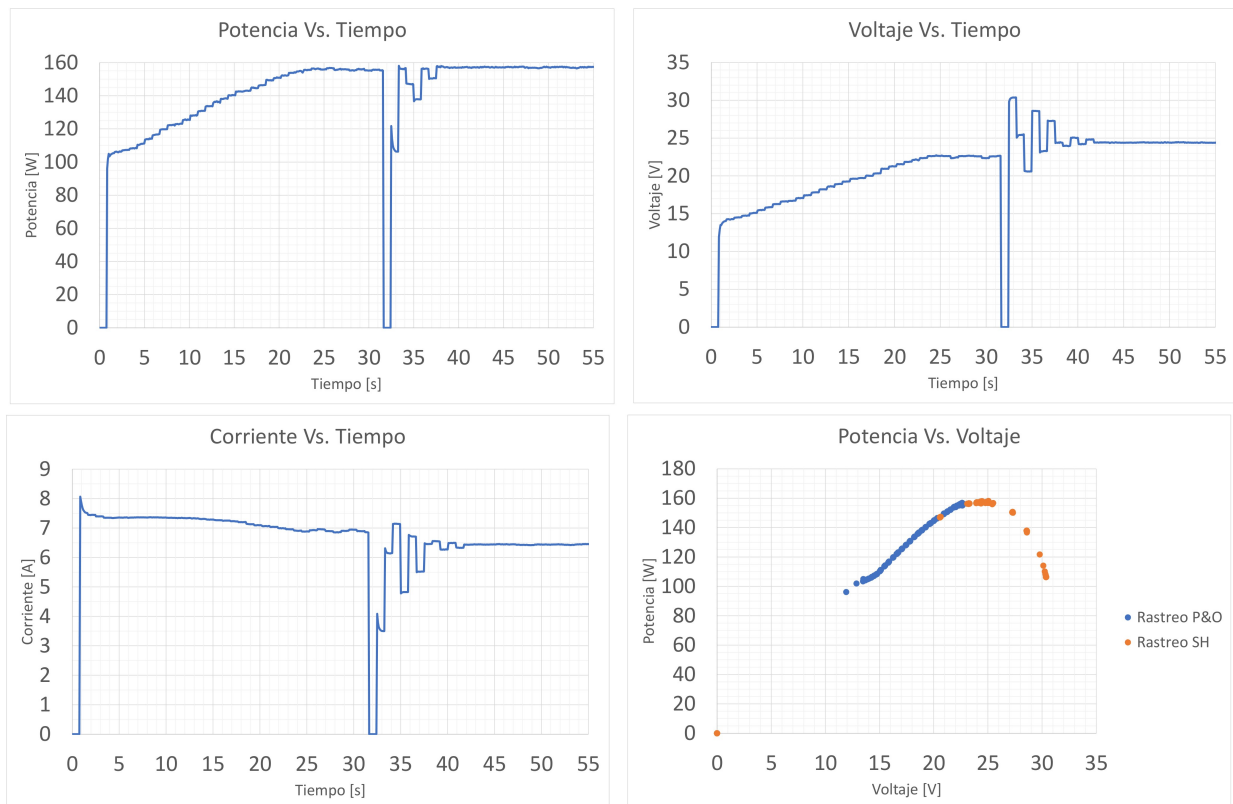 Potencia Vs. Tiempo
160
140
120
100
80
60
40
20
0
Potencia [W]
0 5 10 15 20 25 30 35 40 45 50 55
Tiempo [s]
Voltaje Vs. Tiempo
35
30
25
20
15
10
5
0
Voltaje [V]
0 5 10 15 20 25 30 35 40 45 50 55
Tiempo [s]
Corriente Vs. Tiempo
9
8
7
6
5
4
3
2
1
0
Corriente [A]
0 5 10 15 20 25 30 35 40 45 50 55
Tiempo [s]
Potencia Vs. Voltaje
180
160
140
120
100
80
60
40
20
0
Potencia [W]
0 5 10 15 20 25 30 35
Voltaje [V]
Rastreo P&O
Rastreo SH